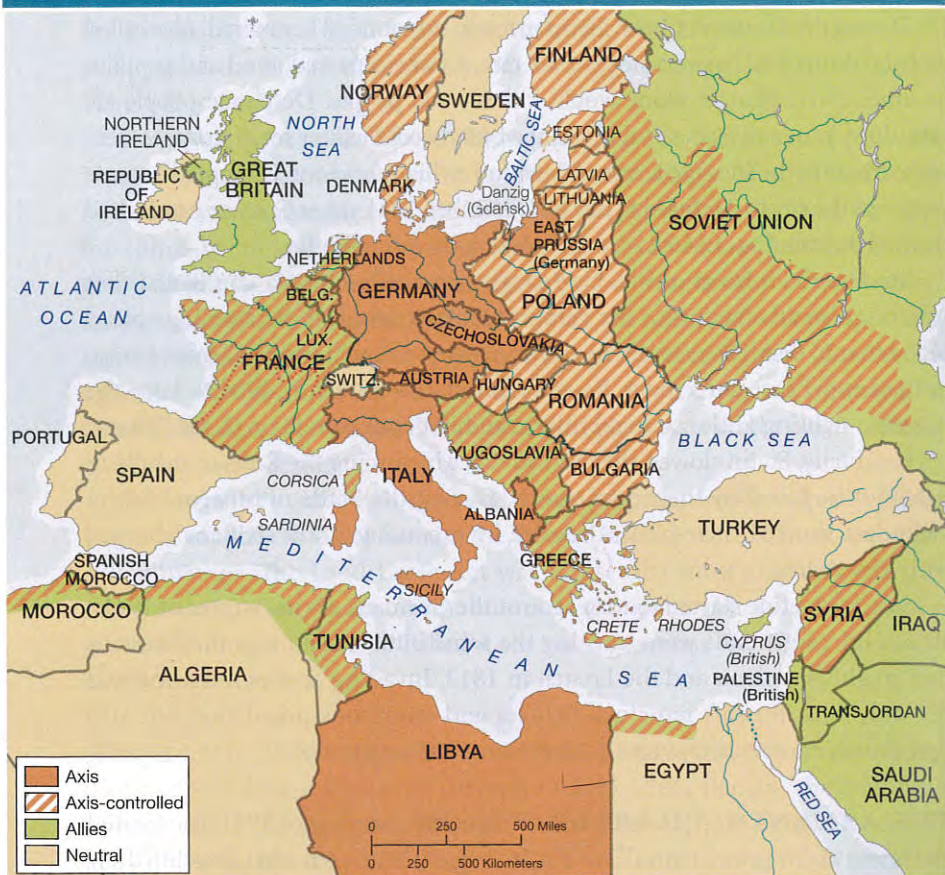 FINLAND
NORWAY
SWEDEN
NORTHERN
IRELAND
NORTH
SEA
BALTIC SEA
ESTONIA
REPUBLIC
OF
IRELAND
GREAT
BRITAIN
DENMARK
LATVIA
Danzig
(Gdańsk)
LITHUANIA
SOVIET UNION
EAST
PRUSSIA
(Germany)
NETHERLANDS
ATLANTIC
OCEAN
BELG.
GERMANY
POLAND
LUX.
CZECHOSLOVAKIA
FRANCE
SWITZ.
AUSTRIA
HUNGARY
ROMANIA
PORTUGAL
SPAIN
CORSICA
ITALY
YUGOSLAVIA
BLACK SEA
BULGARIA
SARDINIA
ALBANIA
TURKEY
MEDITERRANEAN SEA
GREECE
SPANISH
MOROCCO
SICILY
MOROCCO
TUNISIA
CRETE
RHODES
SYRIA
IRAQ
CYPRUS
(British)
ALGERIA
PALESTINE
(British)
TRANSJORDAN
LIBYA
EGYPT
RED SEA
SAUDI
ARABIA
Axis
Axis-controlled
Allies
Neutral
0 250 500 Miles
0 250 500 Kilometers